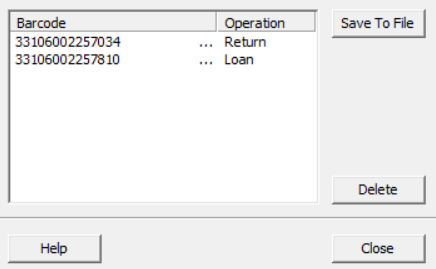 Barcode Operation Save To File
33106002257034 ... Return
33106002257810 ... Loan
Delete
Help Close